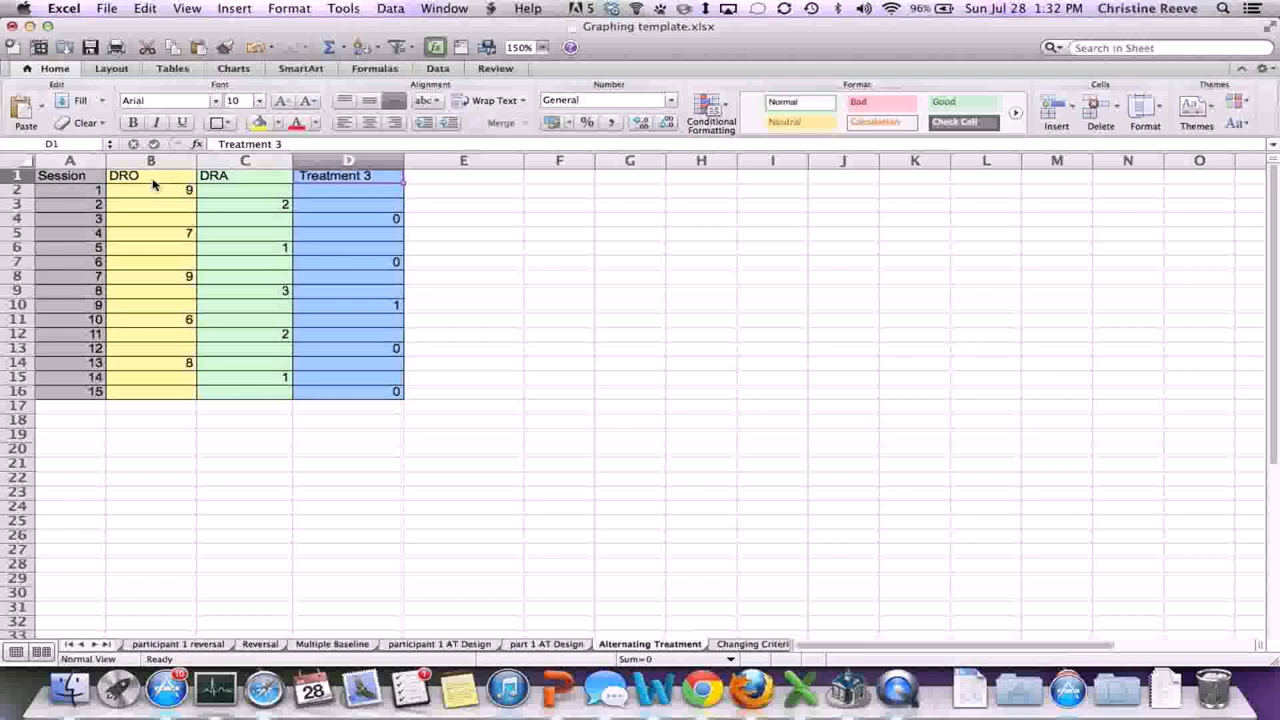 Excel File Edit View Insert Format Tools Data Window Help 5 96% Sun Jul 28 1:32 PM Christine Reeve
Graphing template.xlsx
150% Search in Sheet
Home Layout Tables Charts SmartArt Formulas Data Review
Edit Font Alignment Number Format Cells Themes
Paste Fill Arial 10 A A abc Wrap Text General Normal Bad Good Conditional Formatting Insert Delete Format Themes Aa
Clear B I U A Merge % Neutral Calculation Check Cell
D1 fx Treatment 3
A B C D E F G H I J K L M N O
1 Session DRO DRA Treatment 3
2 1 9
3 2 2
4 3 0
5 4 7
6 5 1
7 6 0
8 7 9
9 8 3
10 9 1
11 10 6
12 11 2
13 12 0
14 13 8
15 14 1
16 15 0
17
18
19
20
21
22
23
24
25
26
27
28
29
30
31
32
33
participant 1 reversal Reversal Multiple Baseline participant 1 AT Design part 1 AT Design Alternating Treatment Changing Criteri
Normal View Ready Sum=0
28